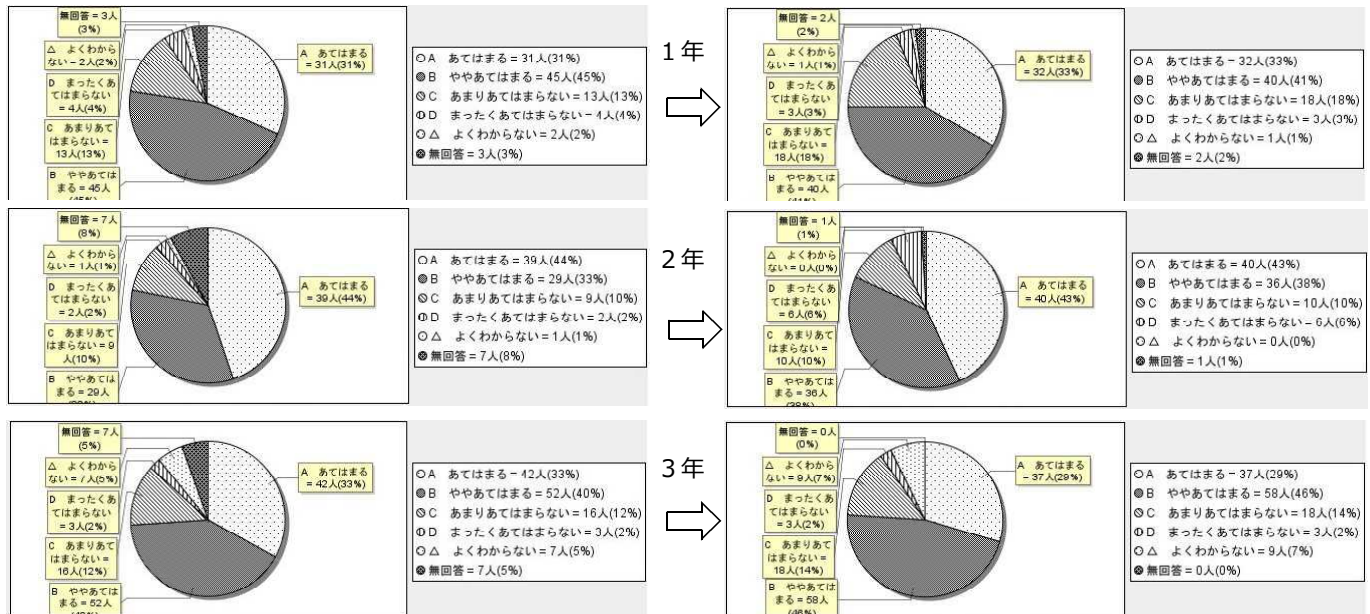 無回答 = 3人
(3%)
△ よくわから
ない − 2人(2%)
D まったくあ
てはまらない
= 4人(4%)
C あまりあて
はまらない =
13人(13%)
B ややあては
まる = 45人
(45%)
A あてはまる
= 31人(31%)
A あてはまる = 31人(31%)
B ややあてはまる = 45人(45%)
C あまりあてはまらない = 13人(13%)
D まったくあてはまらない − 4人(4%)
△ よくわからない = 2人(2%)
無回答 = 3人(3%)
1年
無回答 = 2人
(2%)
△ よくわから
ない = 1人(1%)
D まったくあ
てはまらない
= 3人(3%)
C あまりあて
はまらない =
18人(18%)
B ややあては
まる = 40人
(41%)
A あてはまる
= 32人(33%)
A あてはまる − 32人(33%)
B ややあてはまる = 40人(41%)
C あまりあてはまらない = 18人(18%)
D まったくあてはまらない = 3人(3%)
△ よくわからない = 1人(1%)
無回答 = 2人(2%)
無回答 = 7人
(8%)
△ よくわから
ない = 1人(1%)
D まったくあ
てはまらない
= 2人(2%)
C あまりあて
はまらない = 9
人(10%)
B ややあては
まる = 29人
A あてはまる
= 39人(44%)
A あてはまる = 39人(44%)
B ややあてはまる = 29人(33%)
C あまりあてはまらない = 9人(10%)
D まったくあてはまらない = 2人(2%)
△ よくわからない = 1人(1%)
無回答 = 7人(8%)
2年
無回答 = 1人
(1%)
△ よくわから
ない = 0人(0%)
D まったくあ
てはまらない
= 6人(6%)
C あまりあて
はまらない =
10人(10%)
B ややあては
まる = 36人
(38%)
A あてはまる
= 40人(43%)
A あてはまる = 40人(43%)
B ややあてはまる = 36人(38%)
C あまりあてはまらない = 10人(10%)
D まったくあてはまらない − 6人(6%)
△ よくわからない = 0人(0%)
無回答 = 1人(1%)
無回答 = 7人
(5%)
△ よくわから
ない = 7人(5%)
D まったくあ
てはまらない
= 3人(2%)
C あまりあて
はまらない =
16人(12%)
B ややあては
まる = 52人
A あてはまる
= 42人(33%)
A あてはまる − 42人(33%)
B ややあてはまる = 52人(40%)
C あまりあてはまらない = 16人(12%)
D まったくあてはまらない = 3人(2%)
△ よくわからない = 7人(5%)
無回答 = 7人(5%)
3年
無回答 = 0人
(0%)
△ よくわから
ない = 9人(7%)
D まったくあ
てはまらない
= 3人(2%)
C あまりあて
はまらない =
18人(14%)
B ややあては
まる = 58人
(46%)
A あてはまる
− 37人(29%)
A あてはまる − 37人(29%)
B ややあてはまる = 58人(46%)
C あまりあてはまらない = 18人(14%)
D まったくあてはまらない = 3人(2%)
△ よくわからない = 9人(7%)
無回答 = 0人(0%)